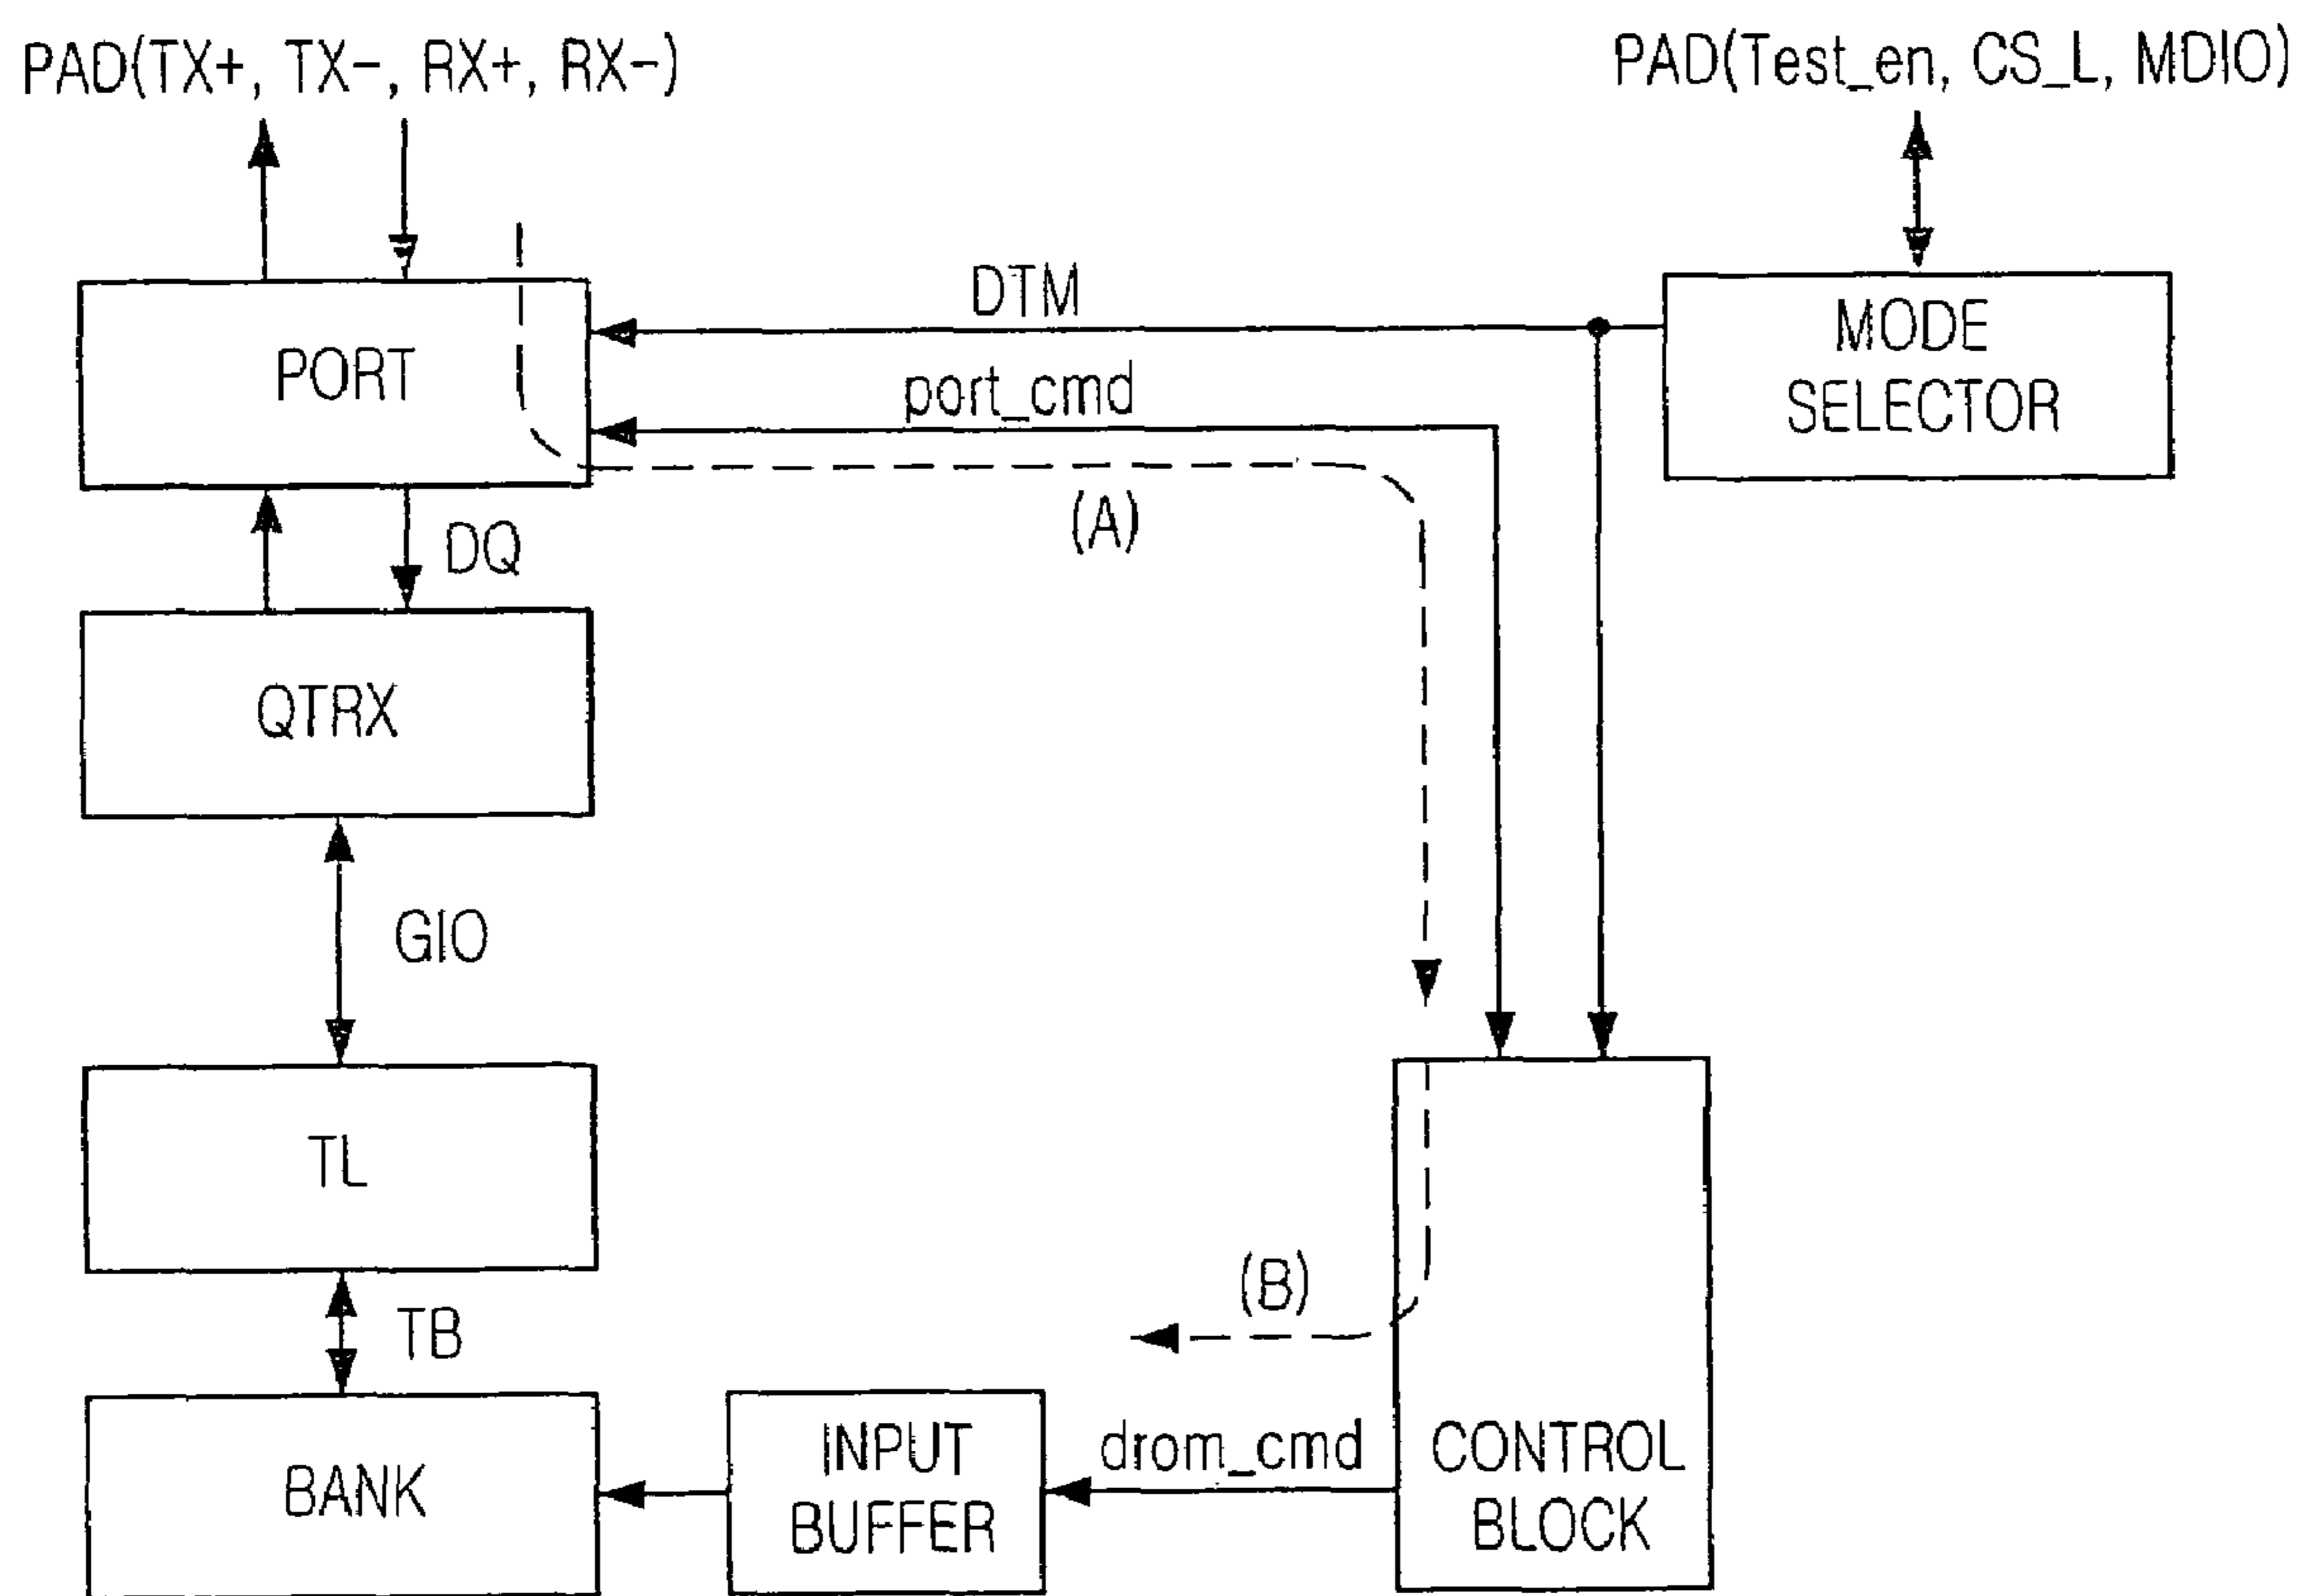 PAD(TX+, TX-, RX+, RX-)
PAD(Test_en, CS_L, MDIO)
DTM
MODE
SELECTOR
PORT
port_cmd
(A)
DQ
QTRX
GIO
TL
(B)
TB
INPUT
BUFFER
drom_cmd
CONTROL
BLOCK
BANK